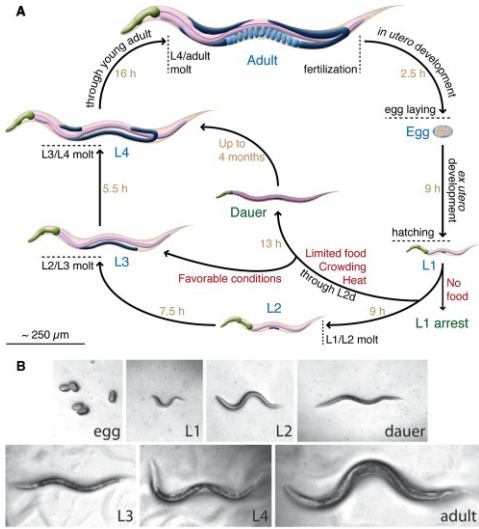 A
through young adult
16 h
L4/adult
molt
Adult
fertilization
in utero development
2.5 h
egg laying
Egg
9 h
ex utero
development
hatching
L1
No
food
L1 arrest
9 h
L1/L2 molt
L2
7.5 h
L2/L3 molt
L3
5.5 h
L3/L4 molt
L4
Up to
4 months
Dauer
13 h
Limited food
Crowding
Heat
through L2d
Favorable conditions
~ 250 µm
B
egg
L1
L2
dauer
L3
L4
adult